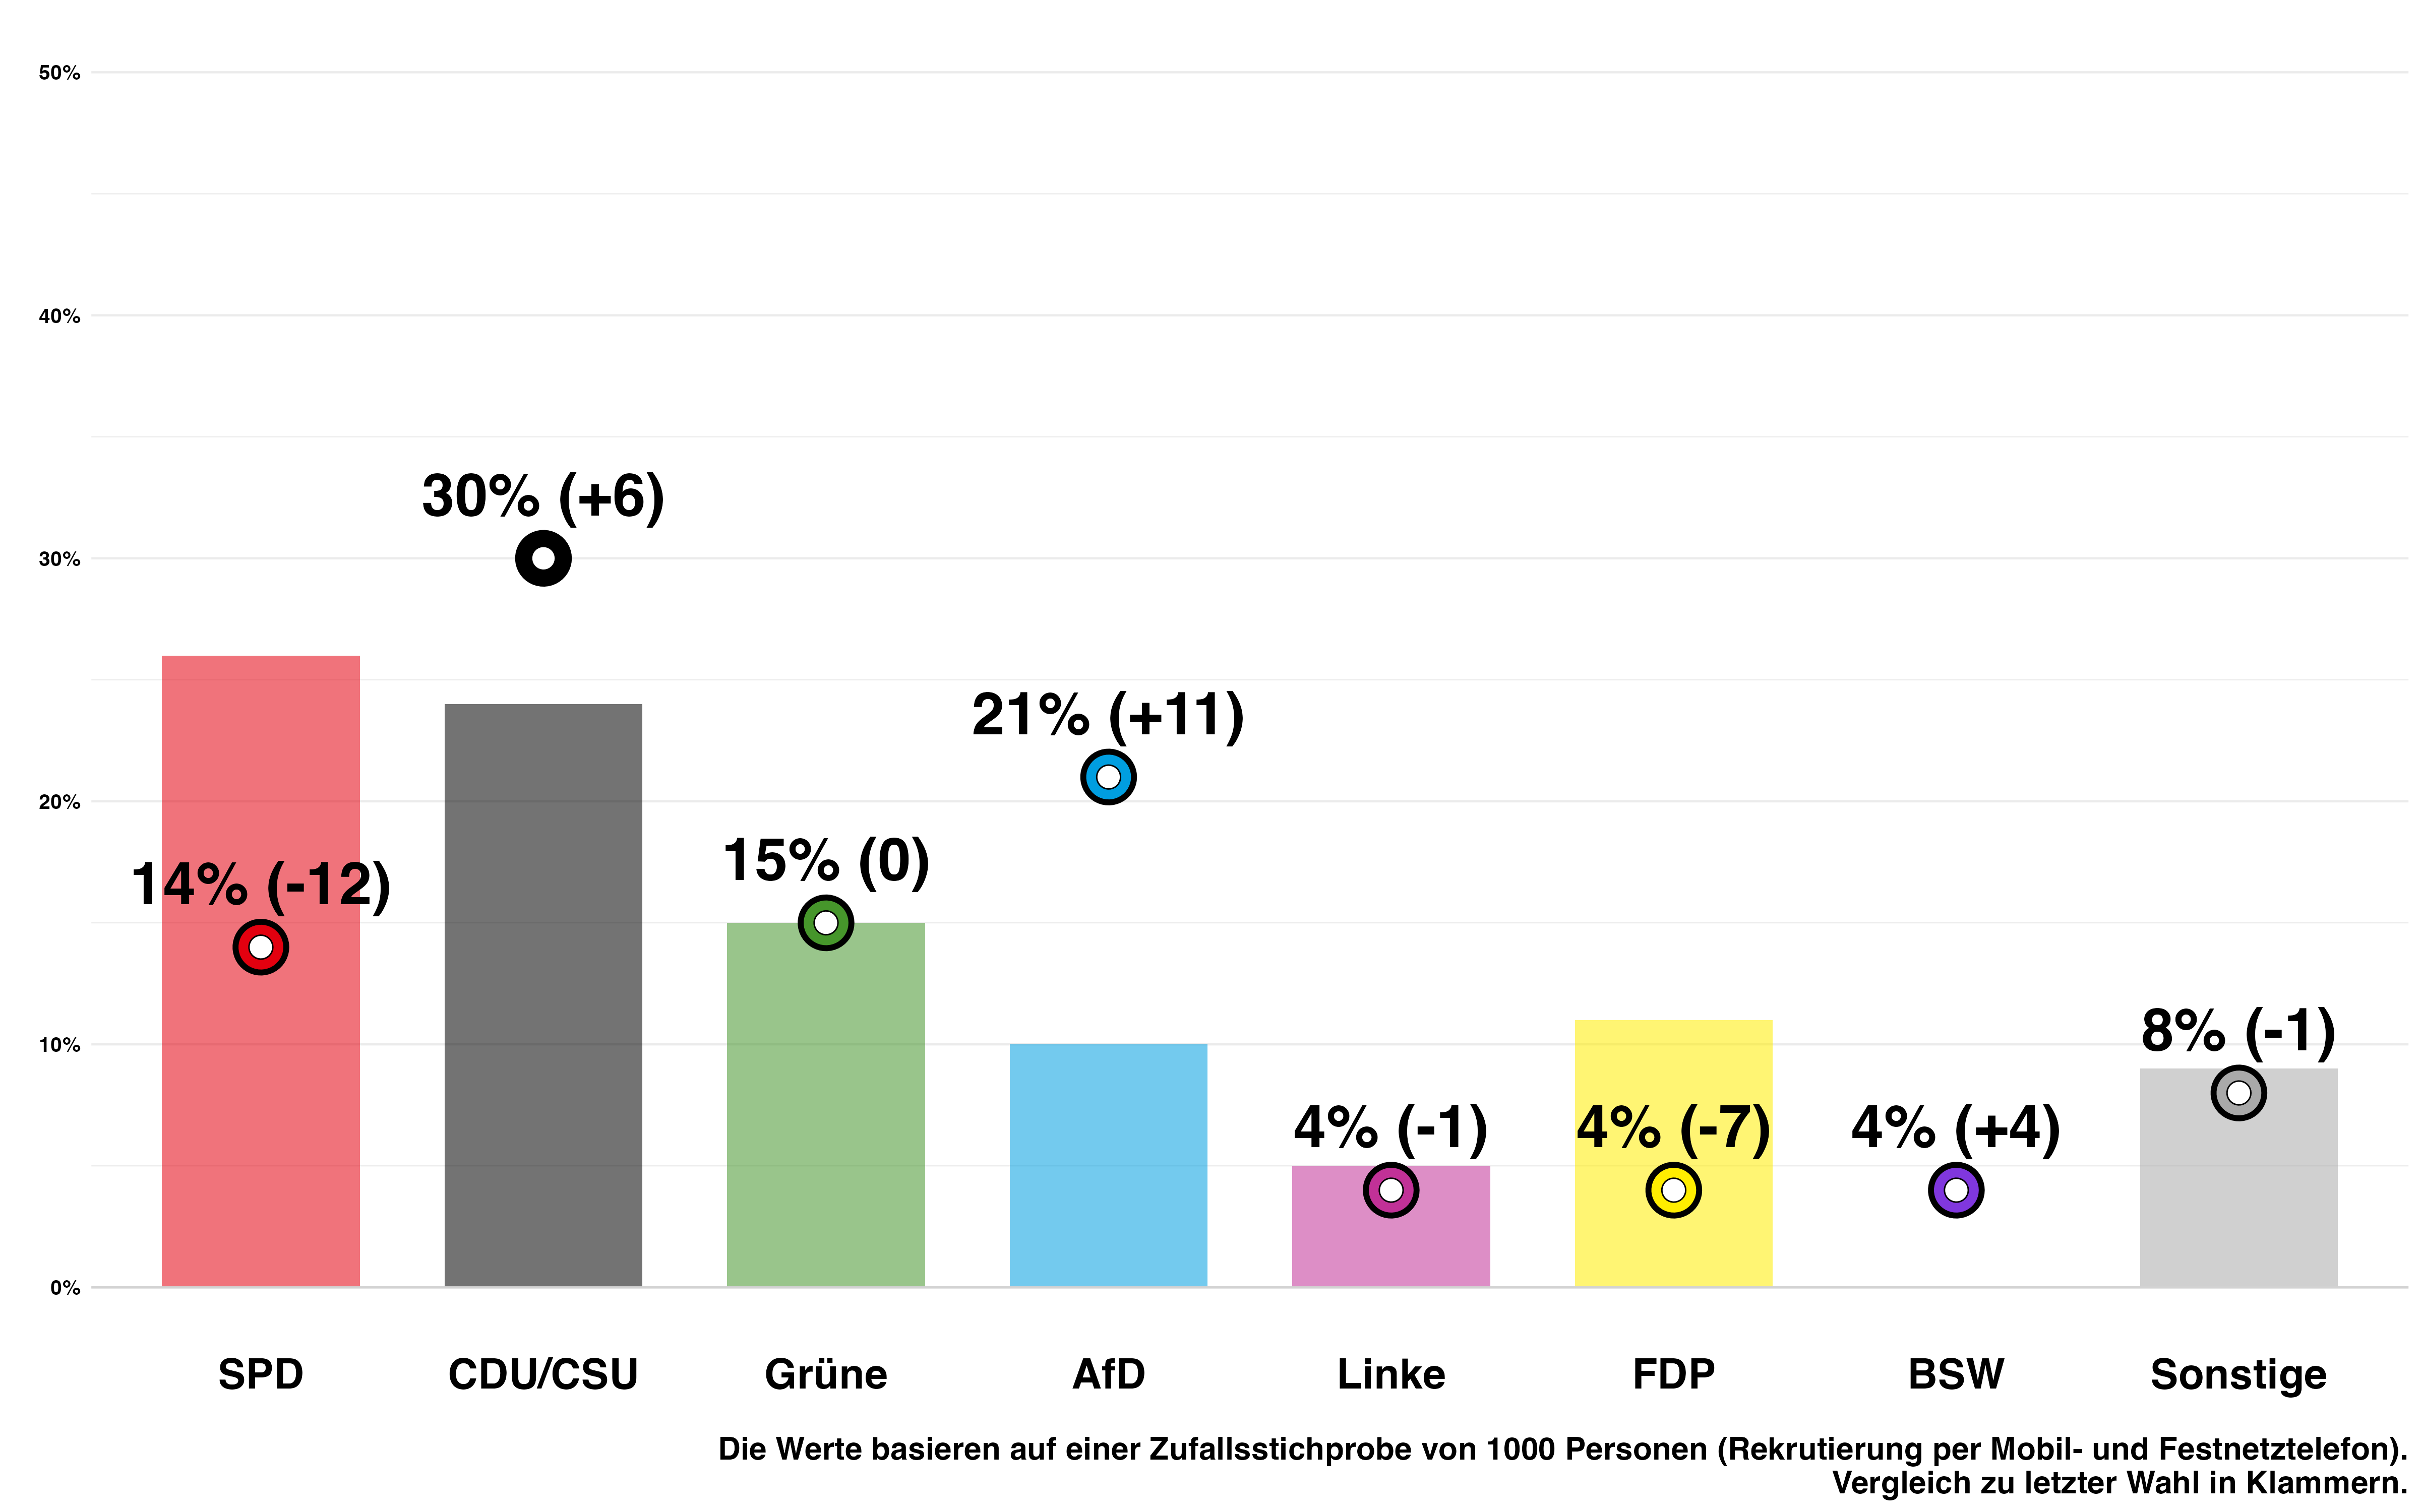 50%
40%
30% (+6)
30%
21% (+11)
20%
15% (0)
14% (-12)
10%
8% (-1)
4% (-1)
4% (-7)
4% (+4)
0%
SPD
CDU/CSU
Grüne
AfD
Linke
FDP
BSW
Sonstige
Die Werte basieren auf einer Zufallsstichprobe von 1000 Personen (Rekrutierung per Mobil- und Festnetztelefon).
Vergleich zu letzter Wahl in Klammern.